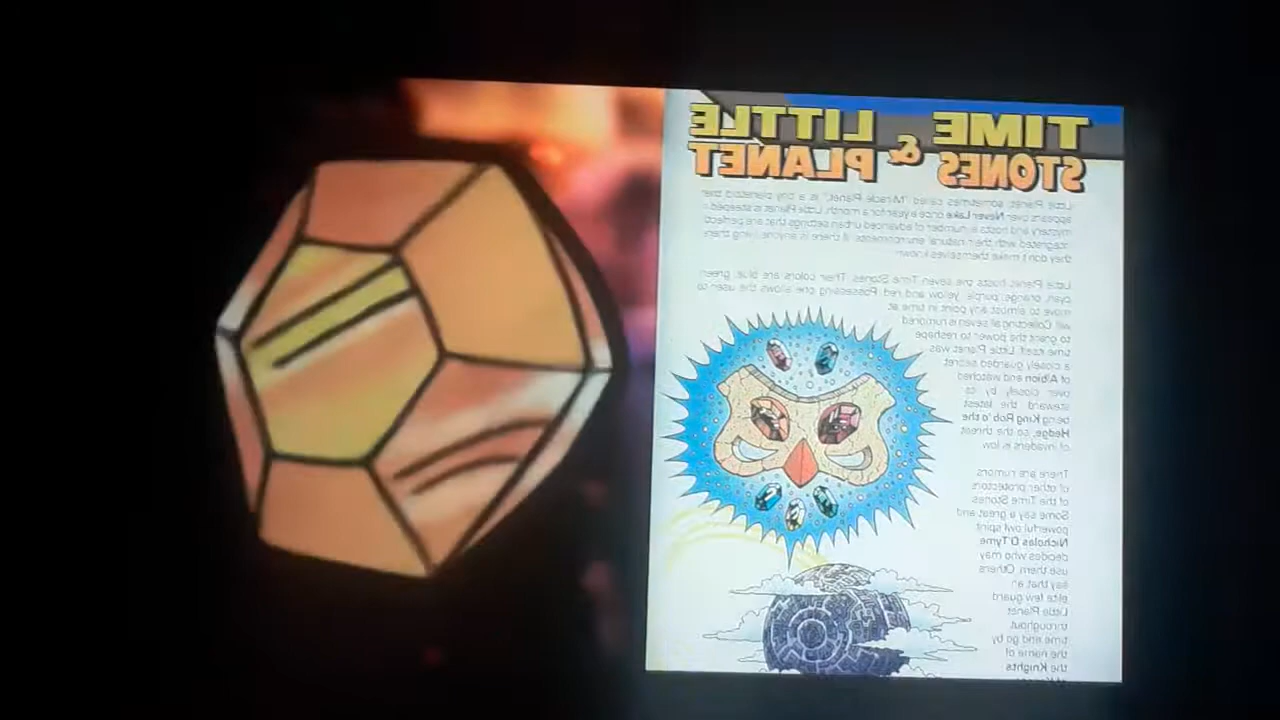 TIME & LITTLE
STONES PLANET
Little Planet, sometimes called "Miracle Planet," is a tiny planetoid that
appears over Never Lake once a year for a month. Little Planet is steeped in
mystery and hosts a number of advanced urban settings that are perfectly
integrated with their natural environments. If there is anyone living there
they don't make themselves known.
Little Planet hosts the seven Time Stones. Their colors are blue, green,
cyan, orange, purple, yellow and red. Possessing one allows the user to
move to almost any point in time at
will. Collecting all seven is rumored
to grant the power to reshape
time itself. Little Planet was
a closely guarded secret
of Albion and watched
over closely by its
steward, the latest
being King Rob o' the
Hedge, so the threat
of invaders is low.
There are rumors
of other protectors
of the Time Stones.
Some say a great and
powerful owl spirit
Nicholas O'Tyme
decides who may
use them. Others
say that an
elite few guard
Little Planet
throughout
time and go by
the name of
the Knights